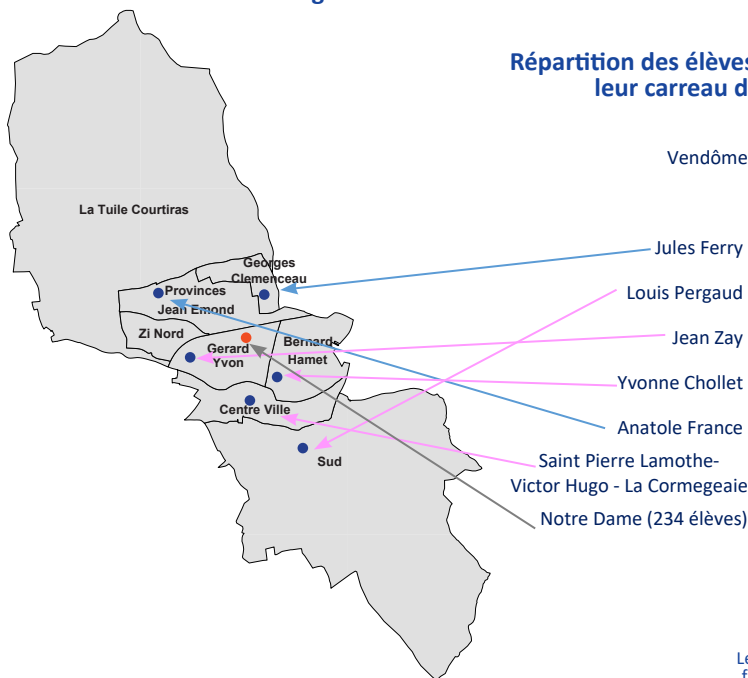 g
Répartition des élèves
leur carreau d
Vendôme
La Tuile Courtiras
Georges
Clemenceau
Jules Ferry
Provinces
Jean Emond
Louis Pergaud
Zi Nord
Bernard
Hamet
Jean Zay
Gerard
Yvon
Yvonne Chollet
Centre Ville
Anatole France
Sud
Saint Pierre Lamothe-
Victor Hugo - La Cormegeaie
Notre Dame (234 élèves)
Le
f